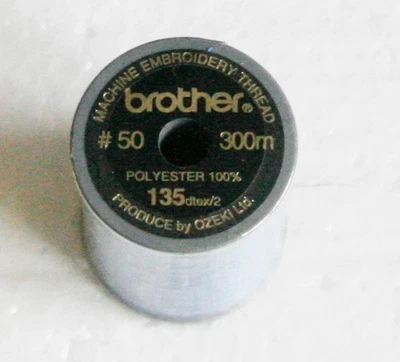 MACHINE EMBROIDERY THREAD
brother®
#50 300m
POLYESTER 100%
135dtex/2
PRODUCE by OZEKI Ltd.